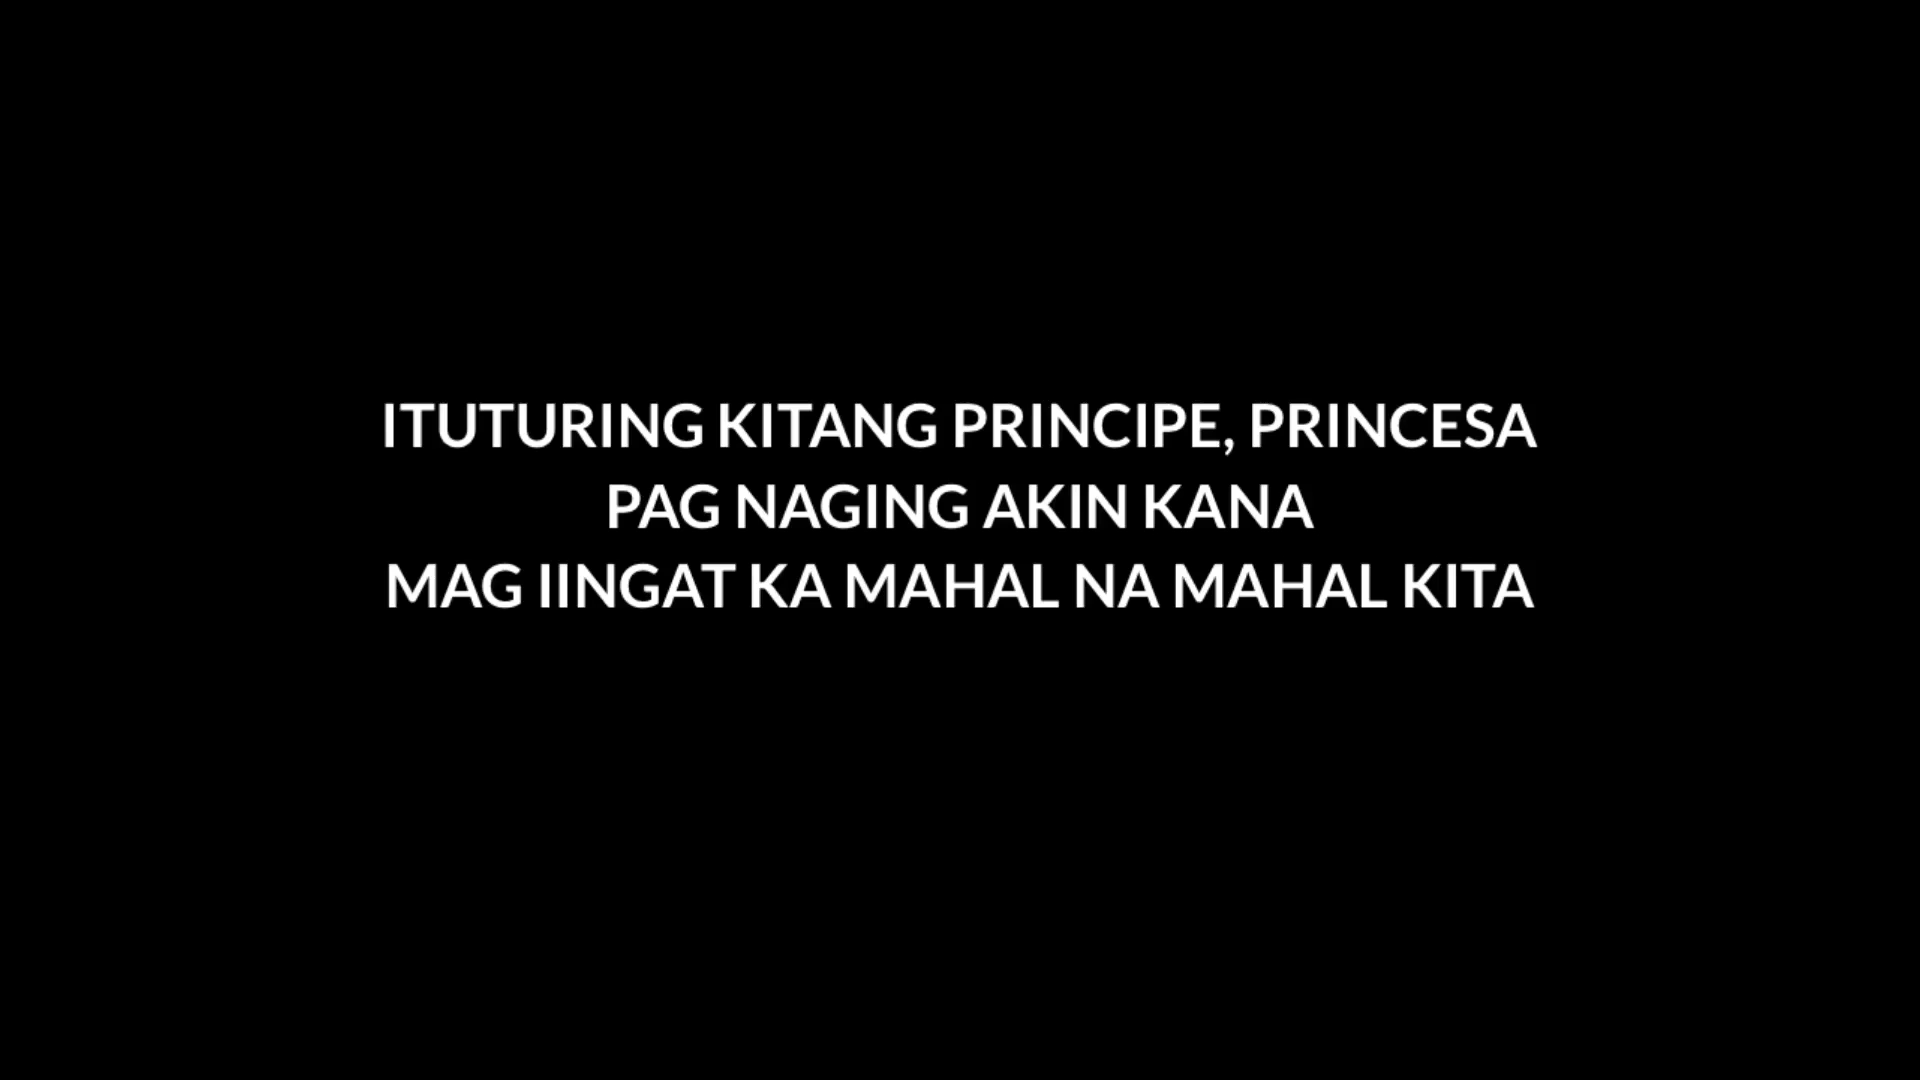 ITUTURING KITANG PRINCIPE, PRINCESA
PAG NAGING AKIN KANA
MAG IINGAT KA MAHAL NA MAHAL KITA